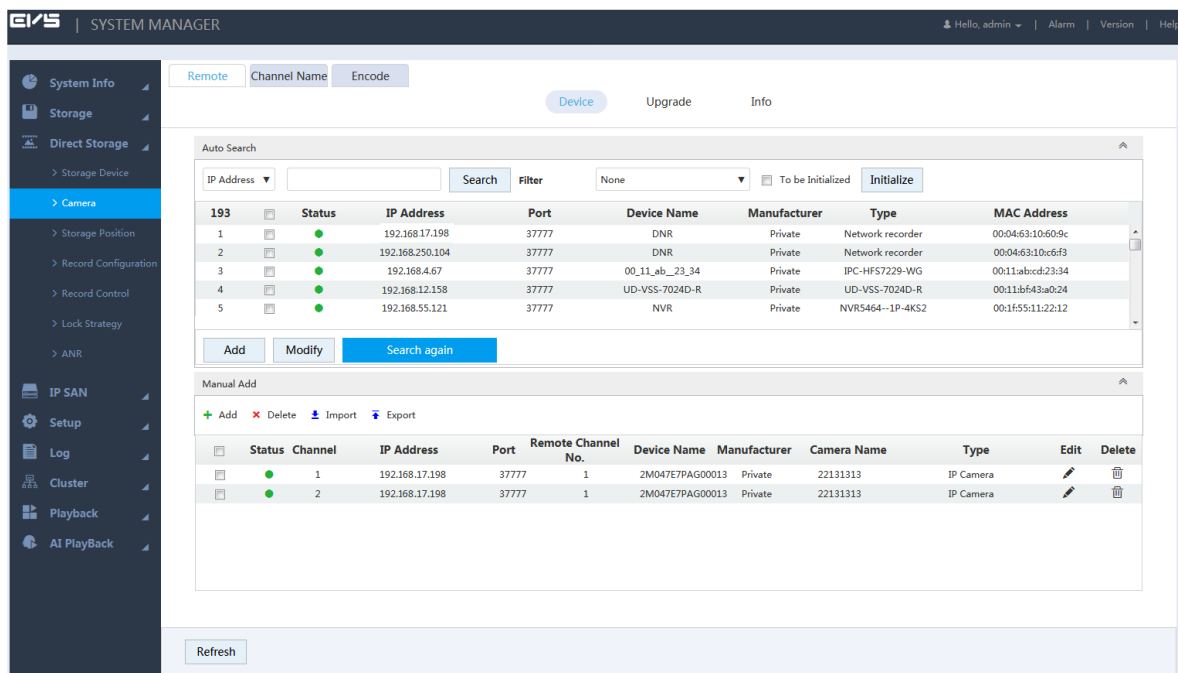 EVS | SYSTEM MANAGER Hello, admin | Alarm | Version | Help
System Info
Storage
Direct Storage
> Storage Device
> Camera
> Storage Position
> Record Configuration
> Record Control
> Lock Strategy
> ANR
IP SAN
Setup
Log
Cluster
Playback
AI PlayBack
Remote Channel Name Encode
Device Upgrade Info
Auto Search
IP Address Search Filter None To be Initialized Initialize
193 Status IP Address Port Device Name Manufacturer Type MAC Address
1 192.168.17.198 37777 DNR Private Network recorder 00:04:63:10:60:9c
2 192.168.250.104 37777 DNR Private Network recorder 00:04:63:10:c6:f3
3 192.168.4.67 37777 00_11_ab__23_34 Private IPC-HFS7229-WG 00:11:ab:cd:23:34
4 192.168.12.158 37777 UD-VSS-7024D-R Private UD-VSS-7024D-R 00:11:bf:43:a0:24
5 192.168.55.121 37777 NVR Private NVR5464--1P-4KS2 00:1f:55:11:22:12
Add Modify Search again
Manual Add
+ Add × Delete Import Export
Status Channel IP Address Port Remote Channel No. Device Name Manufacturer Camera Name Type Edit Delete
1 192.168.17.198 37777 1 2M047E7PAG00013 Private 22131313 IP Camera
2 192.168.17.198 37777 1 2M047E7PAG00013 Private 22131313 IP Camera
Refresh